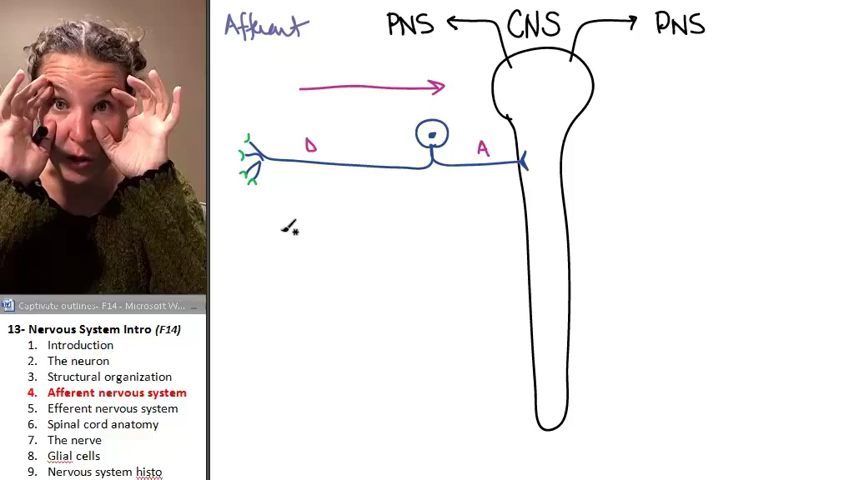 Afferent
PNS
CNS
PNS
D
A
Captivate outlines- F14 - Microsoft W...
13- Nervous System Intro (F14)
1. Introduction
2. The neuron
3. Structural organization
4. Afferent nervous system
5. Efferent nervous system
6. Spinal cord anatomy
7. The nerve
8. Glial cells
9. Nervous system histo